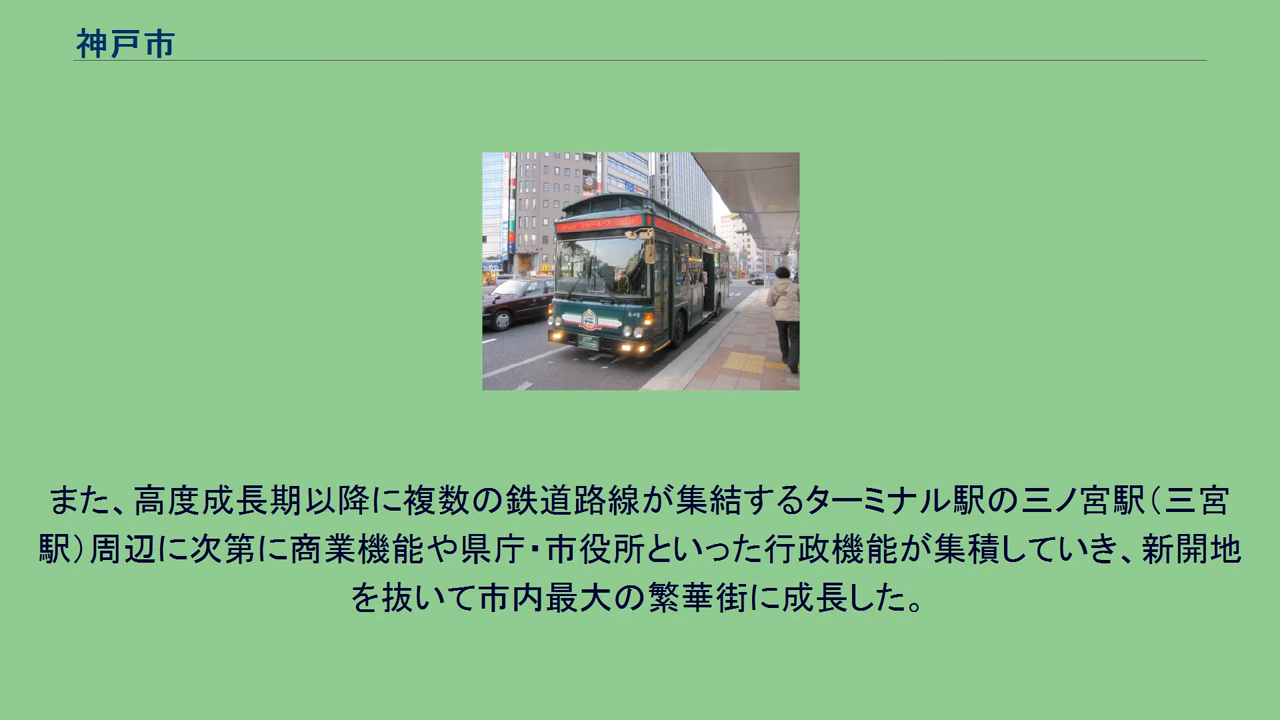 神戸市
また、高度成長期以降に複数の鉄道路線が集結するターミナル駅の三ノ宮駅（三宮
駅）周辺に次第に商業機能や県庁・市役所といった行政機能が集積していき、新開地
を抜いて市内最大の繁華街に成長した。